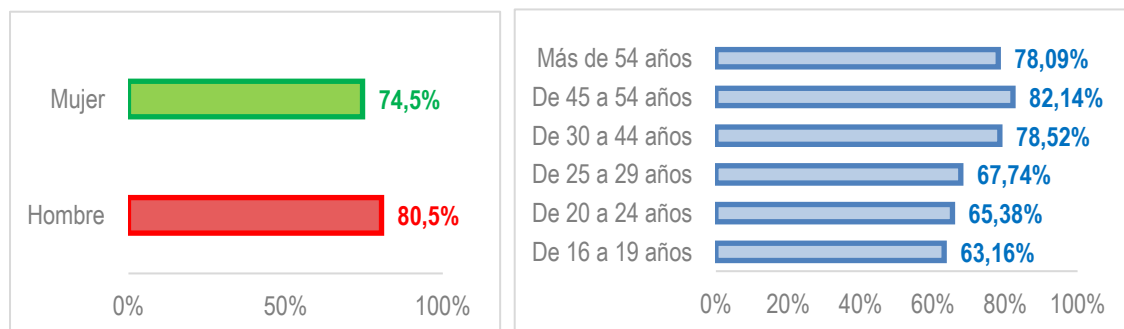 Mujer 74,5%
Hombre 80,5%
0% 50% 100%
Más de 54 años 78,09%
De 45 a 54 años 82,14%
De 30 a 44 años 78,52%
De 25 a 29 años 67,74%
De 20 a 24 años 65,38%
De 16 a 19 años 63,16%
0% 20% 40% 60% 80% 100%